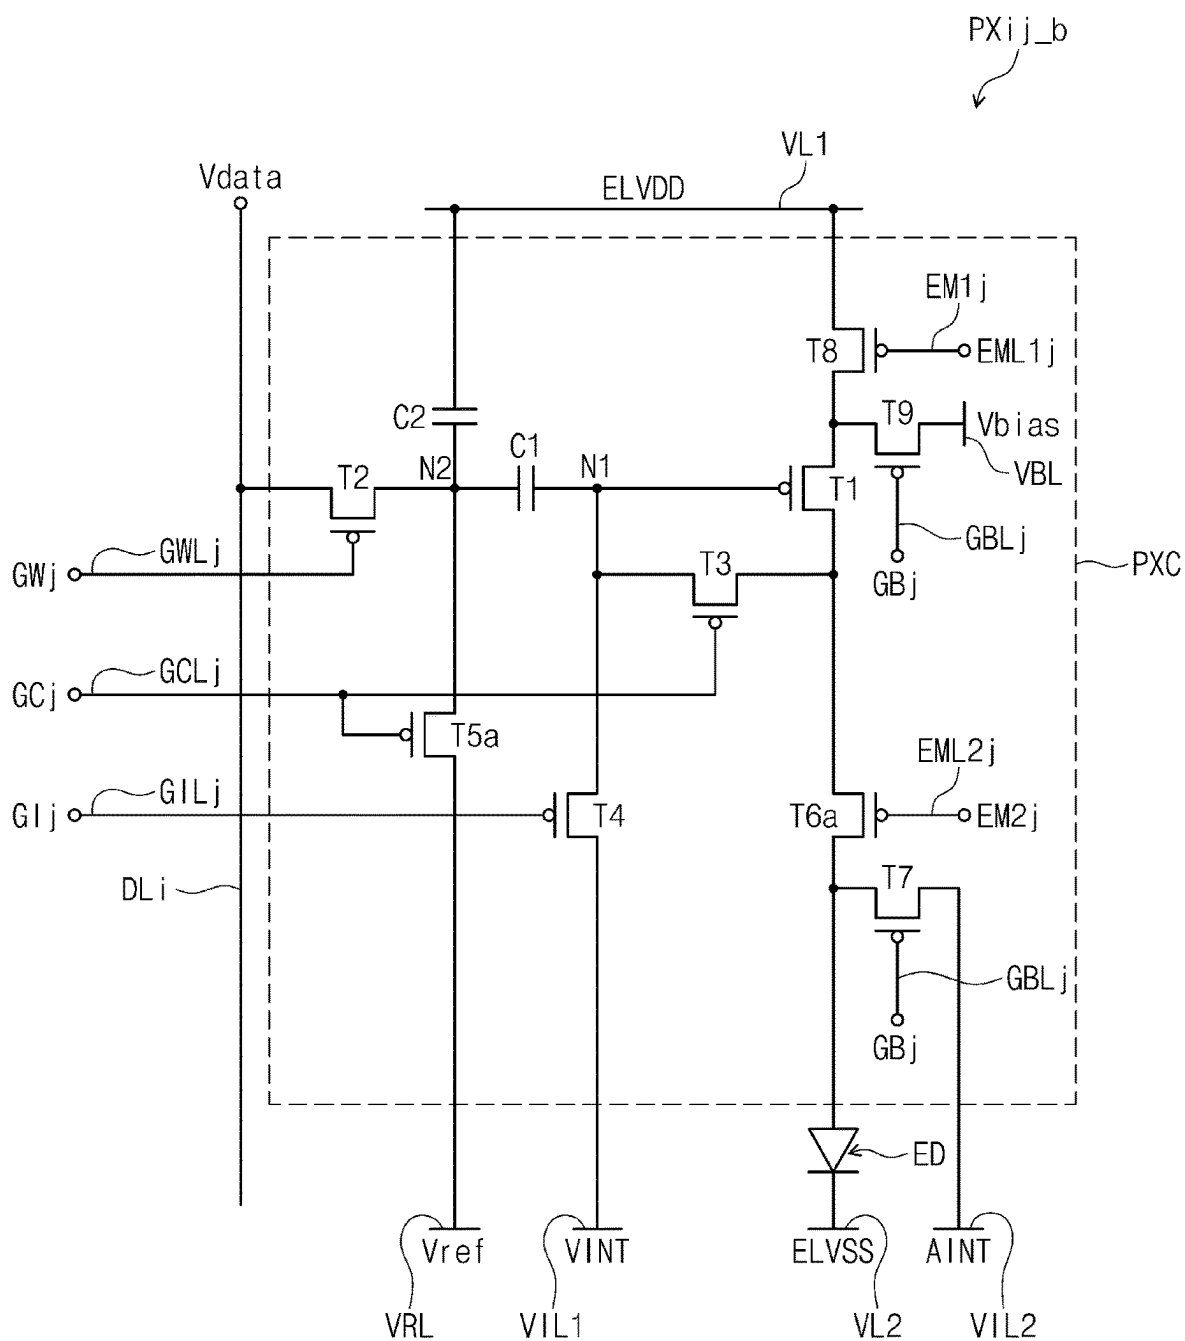 PXij_b
VL1
Vdata
ELVDD
EM1j
T8
EML1j
C2
C1
T9
Vbias
VBL
T2
N2
N1
T1
GWLj
GWj
GBLj
GBj
T3
PXC
GCLj
GCj
T5a
EML2j
GILj
GIj
T4
T6a
EM2j
DLi
T7
GBLj
GBj
ED
Vref
VINT
ELVSS
AINT
VRL
VIL1
VL2
VIL2